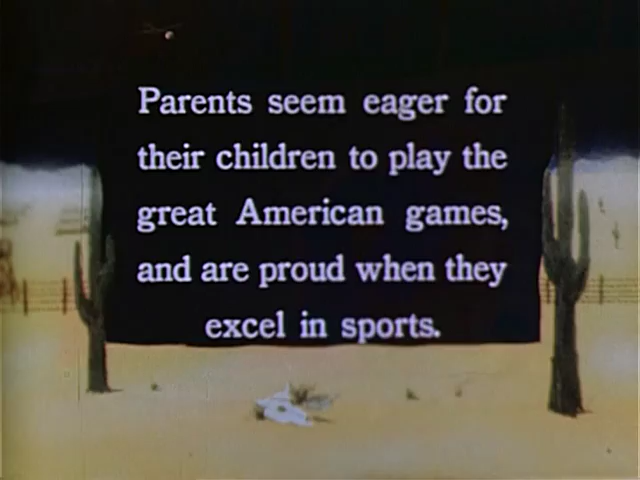 Parents seem eager for
their children to play the
great American games,
and are proud when they
excel in sports.